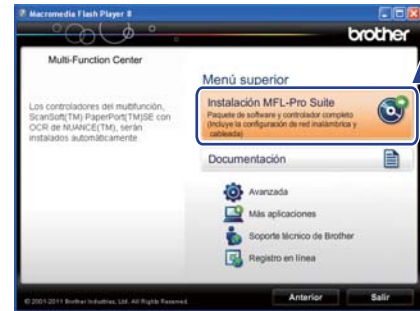 Macromedia Flash Player 8
brother
Multi-Function Center
Menú superior
Los controladores del multifunción,
ScanSoft(TM) PaperPort(TM)SE con
OCR de NUANCE(TM), serán
instalados automáticamente
Instalación MFL-Pro Suite
Paquete de software y controlador completo
(Incluye la configuración de red inalámbrica y
cableada)
Documentación
Avanzada
Más aplicaciones
Soporte técnico de Brother
Registro en línea
© 2001-2011 Brother Industries, Ltd. All Rights Reserved.
Anterior
Salir